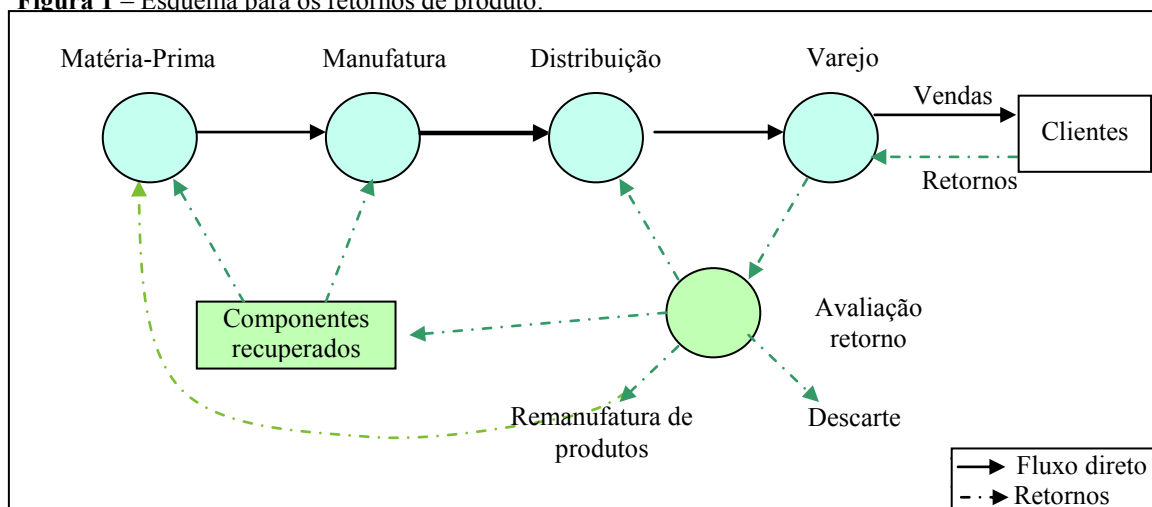 Figura 1 – Esquema para os retornos de produto.
Matéria-Prima
Manufatura
Distribuição
Varejo
Vendas
Clientes
Retornos
Componentes
recuperados
Avaliação
retorno
Remanufatura de
produtos
Descarte
Fluxo direto
Retornos